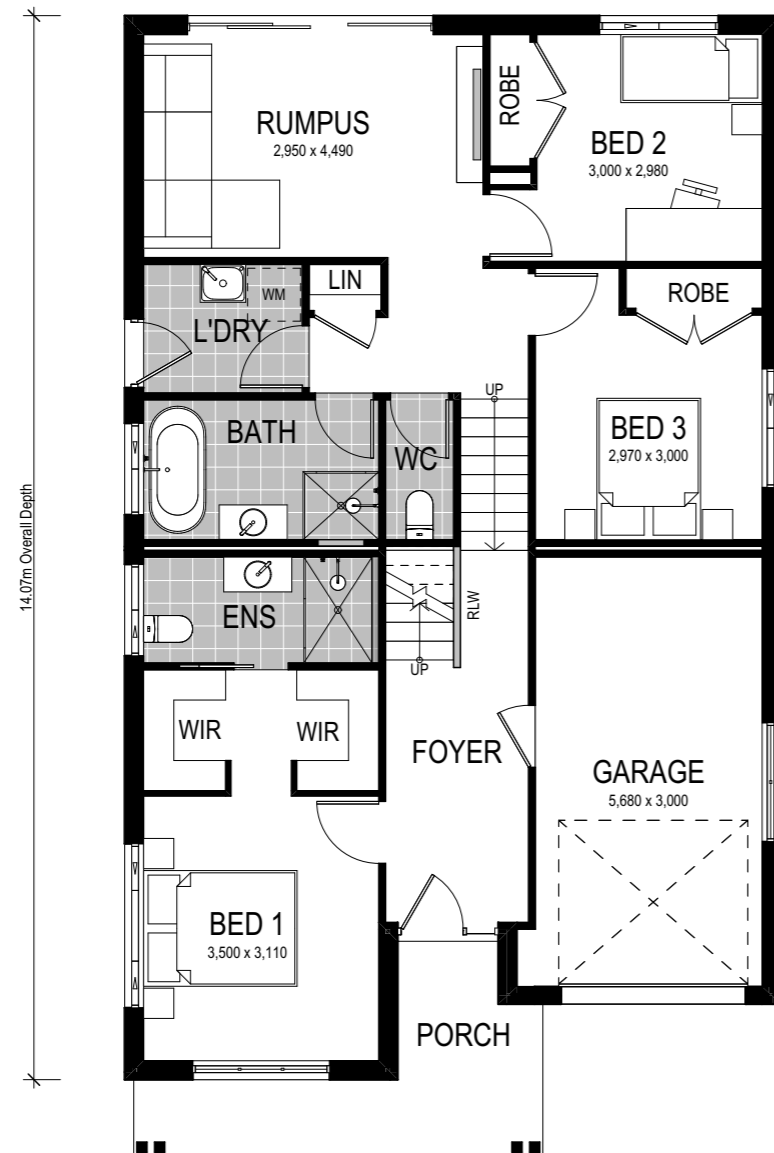 RUMPUS
2,950 x 4,490
ROBE
BED 2
3,000 x 2,980
WM
L'DRY
LIN
ROBE
UP
BATH
WC
BED 3
2,970 x 3,000
14.07m Overall Depth
ENS
RLW
UP
WIR
WIR
FOYER
GARAGE
5,680 x 3,000
BED 1
3,500 x 3,110
PORCH